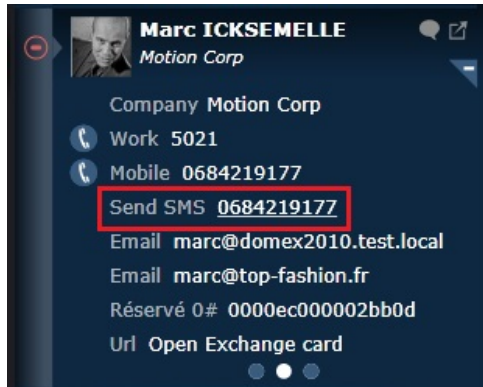 Marc ICKSEMELLE
Motion Corp
Company Motion Corp
Work 5021
Mobile 0684219177
Send SMS 0684219177
Email marc@domex2010.test.local
Email marc@top-fashion.fr
Réservé 0# 0000ec000002bb0d
Url Open Exchange card